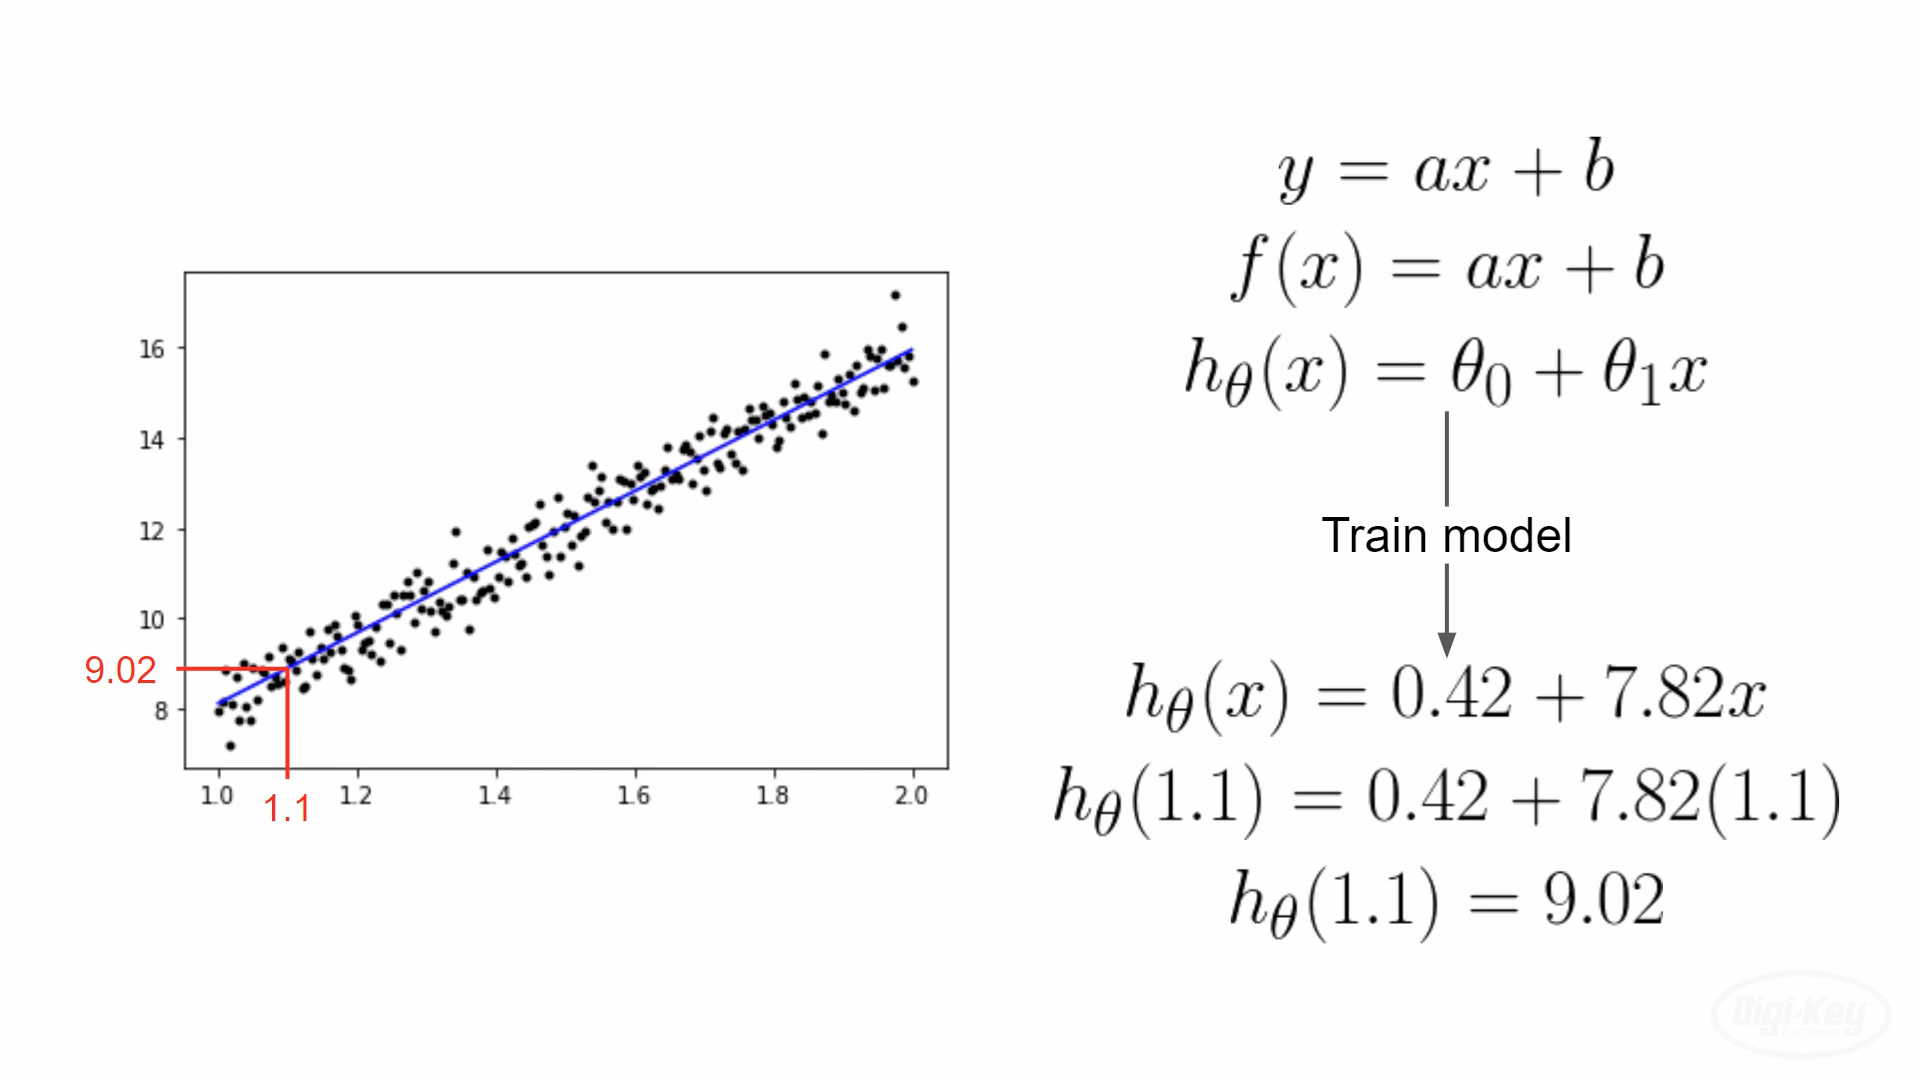 16
14
12
10
8
9.02
1.0 1.2 1.4 1.6 1.8 2.0
1.1
y = ax + b
f(x) = ax + b
hθ(x) = θ0 + θ1x
Train model
hθ(x) = 0.42 + 7.82x
hθ(1.1) = 0.42 + 7.82(1.1)
hθ(1.1) = 9.02
Digi-Key